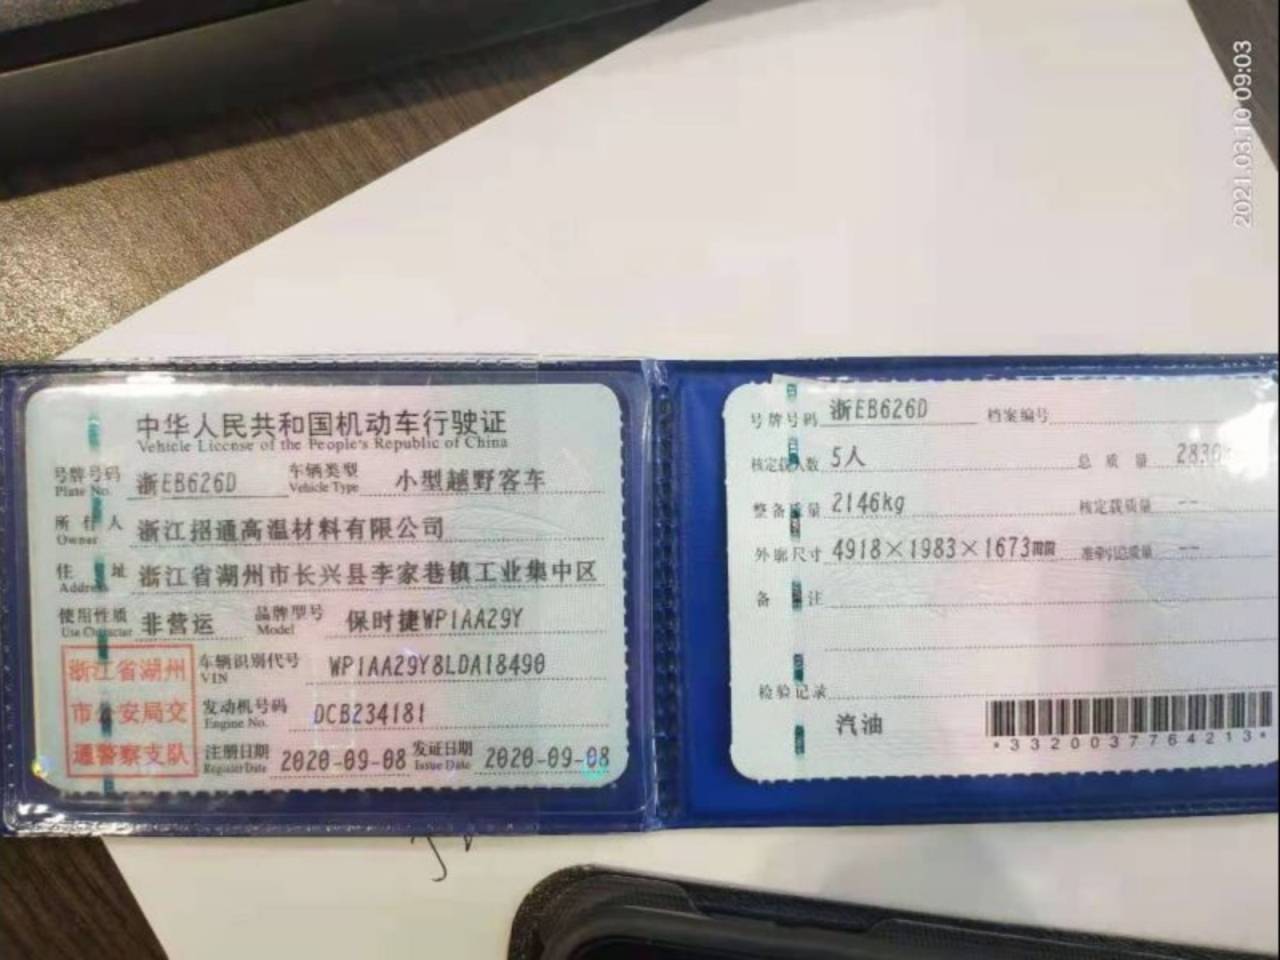 2021.03.10 09:03
中华人民共和国机动车行驶证
Vehicle License of the People's Republic of China
号牌号码 浙EB626D 车辆类型 小型越野客车
Plate No. Vehicle Type
所有人 浙江招通高温材料有限公司
Owner
住址 浙江省湖州市长兴县李家巷镇工业集中区
Address
使用性质 非营运 品牌型号 保时捷WP1AA29Y
Use Character Model
浙江省湖州
市公安局交
通警察支队
车辆识别代号 WP1AA29Y8LDA18490
VIN
发动机号码 DCB234181
Engine No.
注册日期 2020-09-08 发证日期 2020-09-08
Register Date Issue Date
号牌号码 浙EB626D 档案编号
核定载人数 5人 总质量 2830
整备质量 2146kg 核定载质量 --
外廓尺寸 4918×1983×1673mm 准牵引总质量 --
备注
检验记录
汽油
*3320037764213*